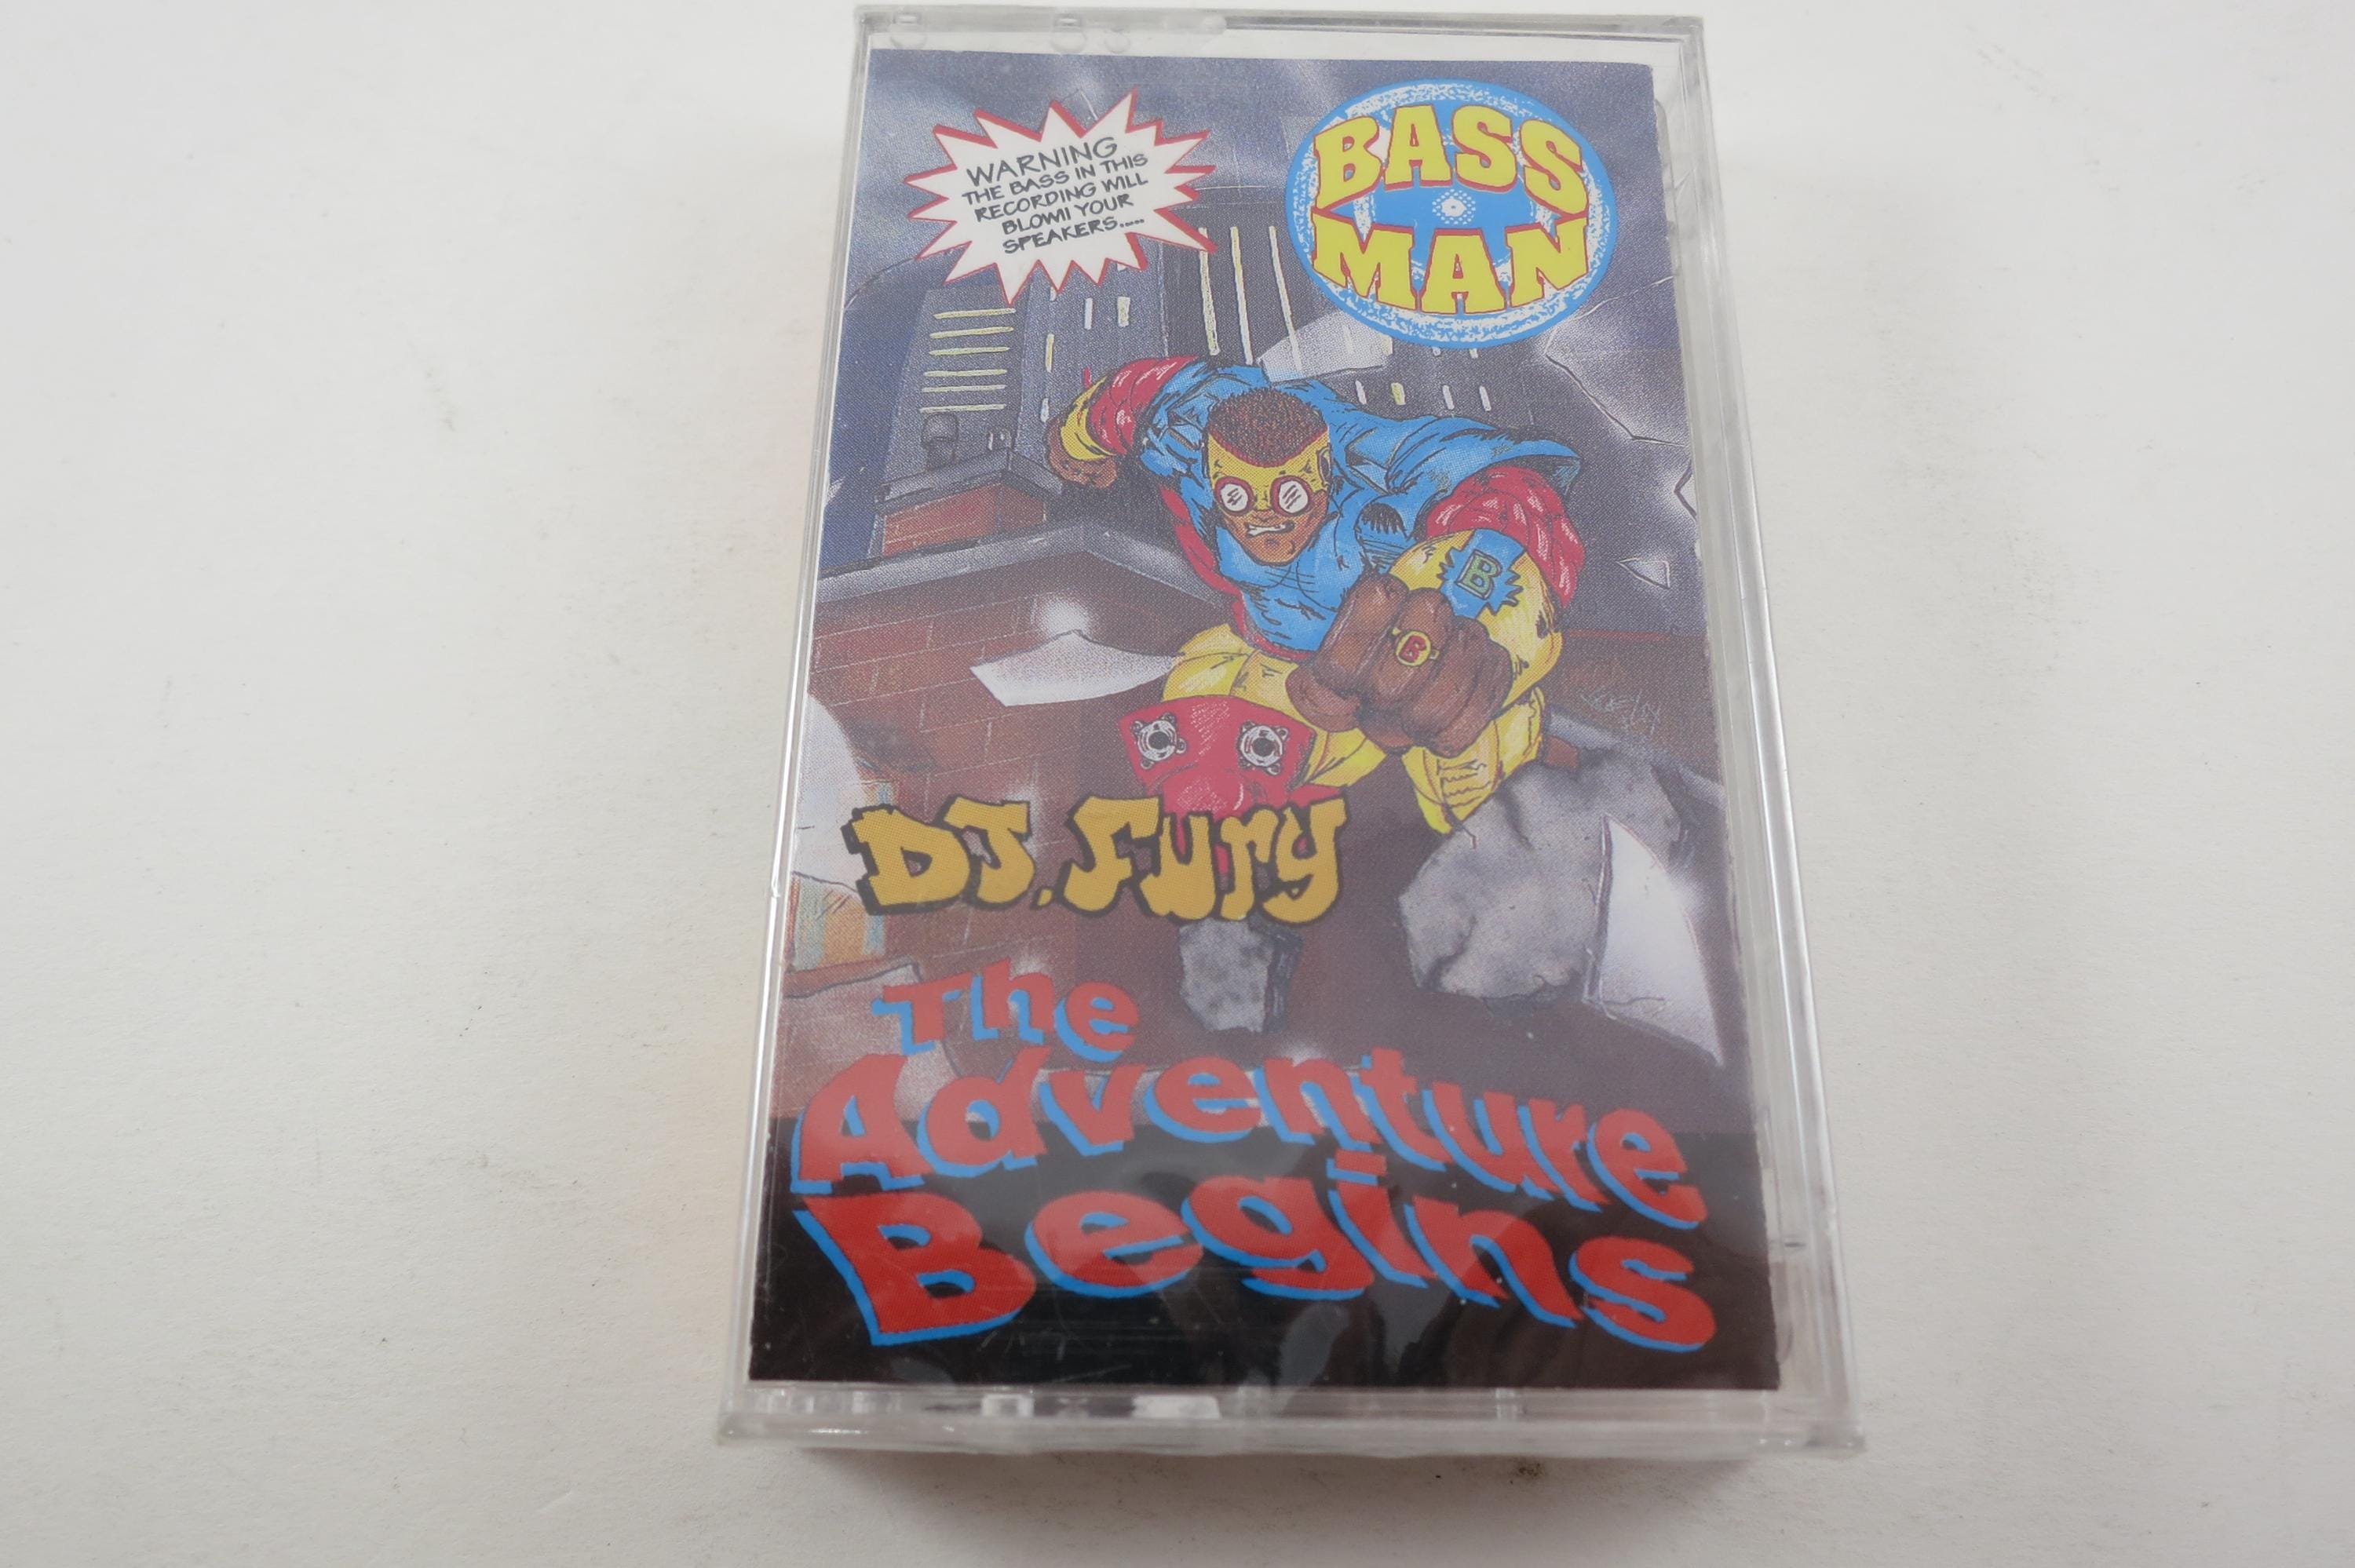 WARNING
THE BASS IN THIS
RECORDING WILL
BLOW!! YOUR
SPEAKERS.....
BASS
MAN
B
B
DJ. Fury
The
Adventure
Begins